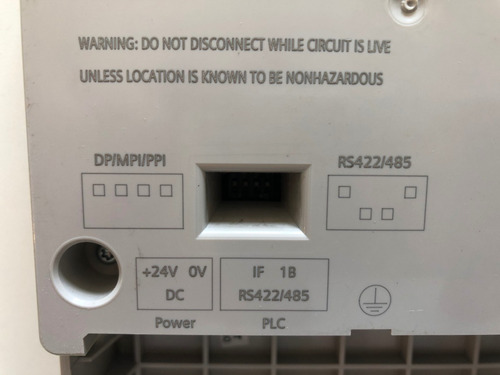 WARNING: DO NOT DISCONNECT WHILE CIRCUIT IS LIVE
UNLESS LOCATION IS KNOWN TO BE NONHAZARDOUS
DP/MPI/PPI
RS422/485
+24V 0V
DC
IF 1B
RS422/485
Power
PLC